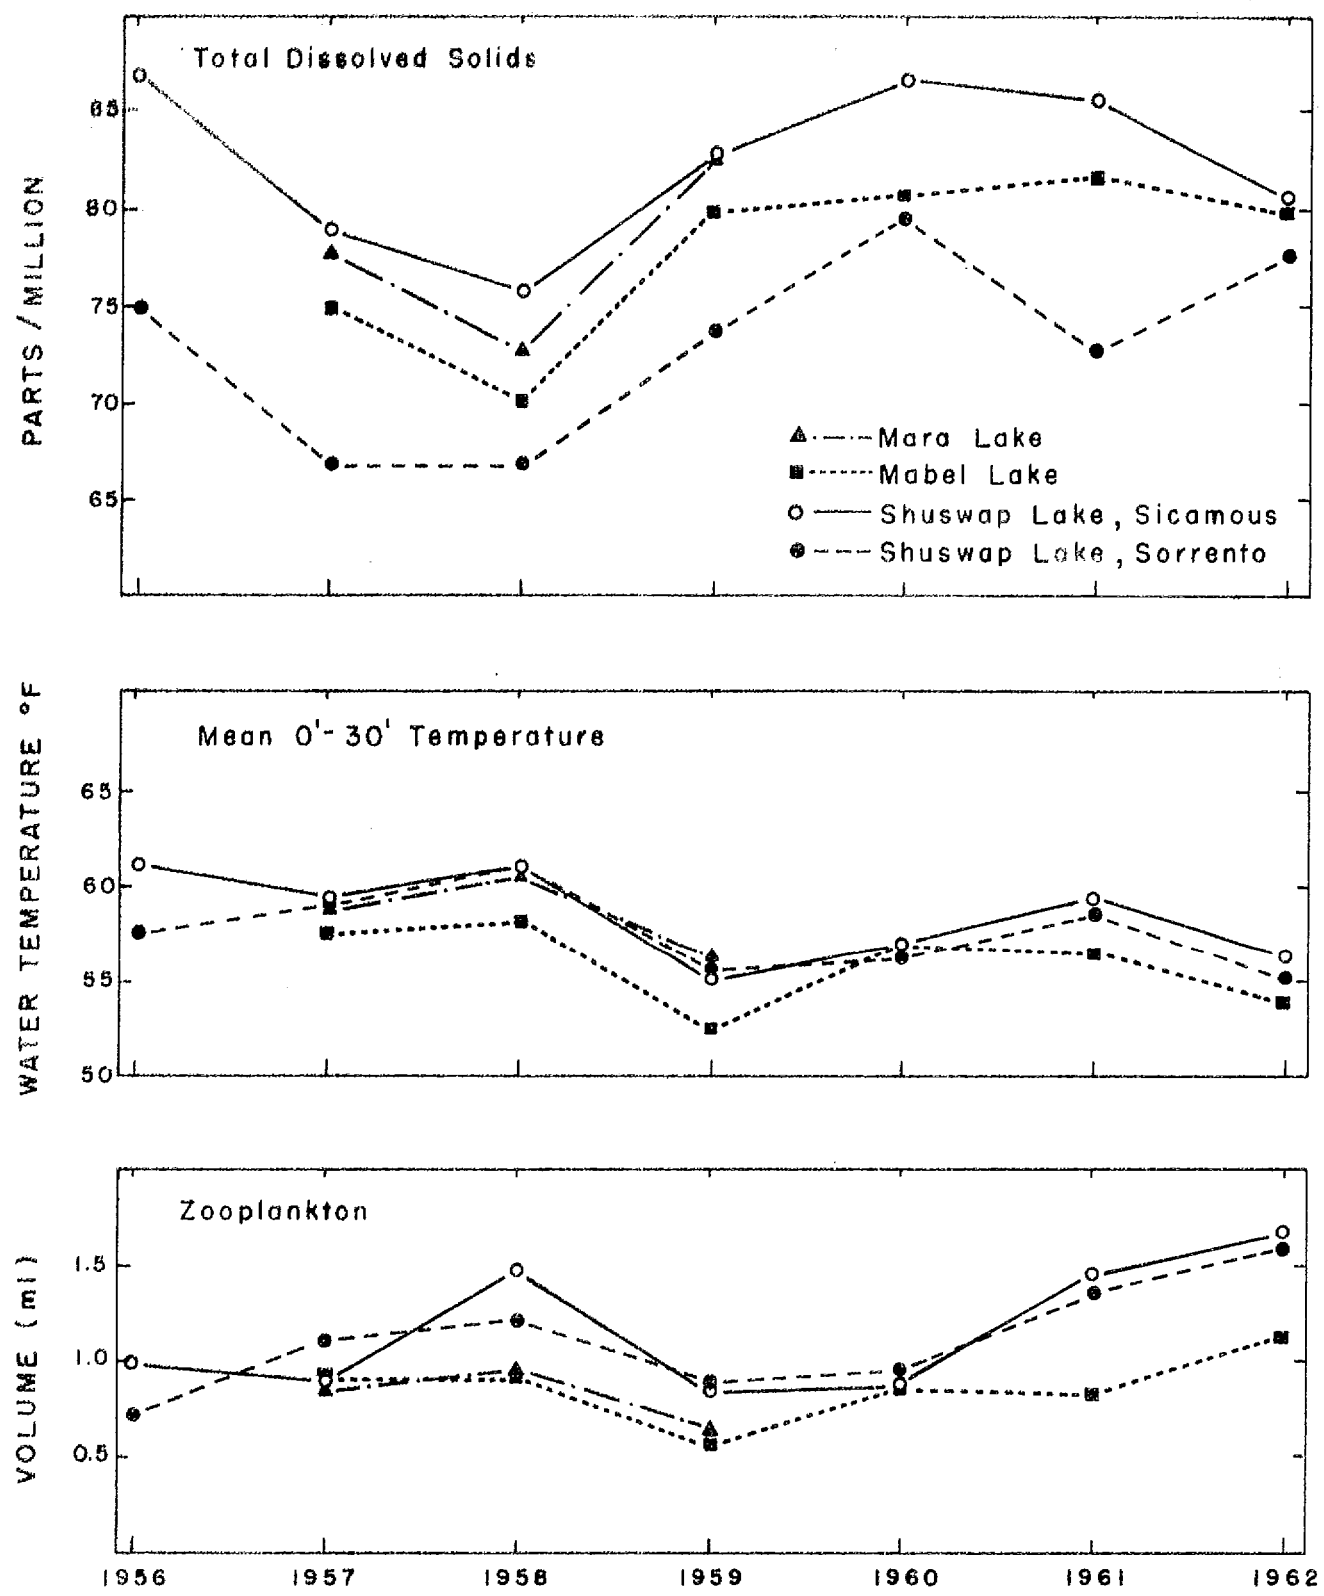 Total Dissolved Solids
85
80
75
70
65
PARTS/MILLION
Mara Lake
Mabel Lake
Shuswap Lake, Sicamous
Shuswap Lake, Sorrento
Mean 0'-30' Temperature
65
60
55
50
WATER TEMPERATURE °F
Zooplankton
1.5
1.0
0.5
VOLUME (ml)
1956 1957 1958 1959 1960 1961 1962